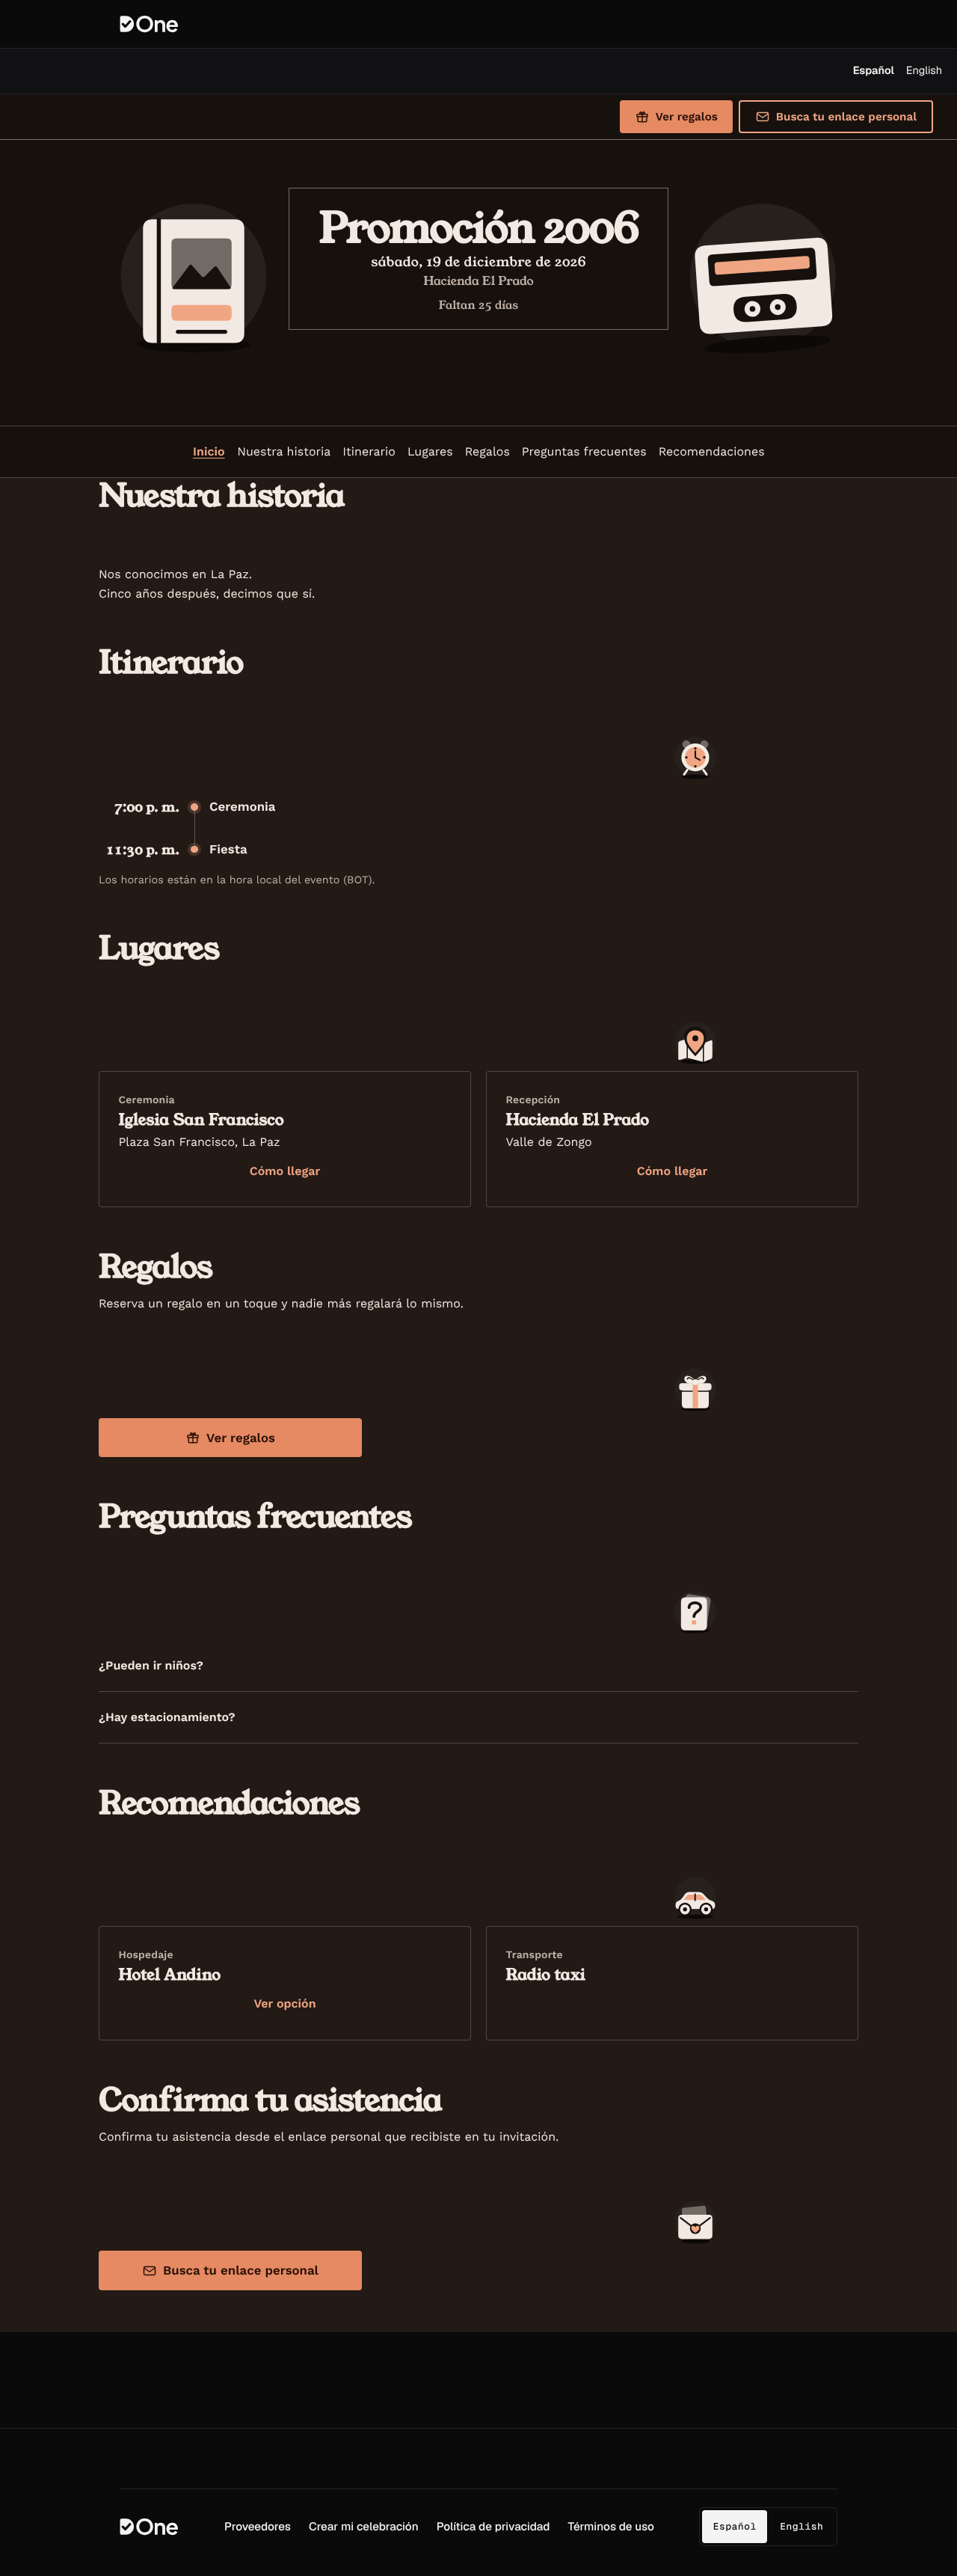 One
Español English
Ver regalos Busca tu enlace personal
Promoción 2006
sábado, 19 de diciembre de 2026
Hacienda El Prado
Faltan 25 días
Inicio Nuestra historia Itinerario Lugares Regalos Preguntas frecuentes Recomendaciones
Nuestra historia
Nos conocimos en La Paz.
Cinco años después, decimos que sí.
Itinerario
7:00 p. m. Ceremonia
11:30 p. m. Fiesta
Los horarios están en la hora local del evento (BOT).
Lugares
Ceremonia
Iglesia San Francisco
Plaza San Francisco, La Paz
Cómo llegar
Recepción
Hacienda El Prado
Valle de Zongo
Cómo llegar
Regalos
Reserva un regalo en un toque y nadie más regalará lo mismo.
Ver regalos
Preguntas frecuentes
?
¿Pueden ir niños?
¿Hay estacionamiento?
Recomendaciones
Hospedaje
Hotel Andino
Ver opción
Transporte
Radio taxi
Confirma tu asistencia
Confirma tu asistencia desde el enlace personal que recibiste en tu invitación.
Busca tu enlace personal
One Proveedores Crear mi celebración Política de privacidad Términos de uso Español English